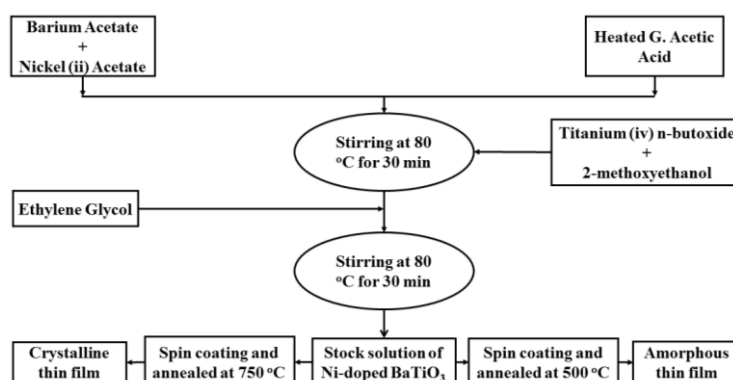 Barium Acetate
+
Nickel (ii) Acetate
Heated G. Acetic
Acid
Stirring at 80
°C for 30 min
Titanium (iv) n-butoxide
+
2-methoxyethanol
Ethylene Glycol
Stirring at 80
°C for 30 min
Crystalline
thin film
Spin coating and
annealed at 750 °C
Stock solution of
Ni-doped BaTiO₃
Spin coating and
annealed at 500 °C
Amorphous
thin film